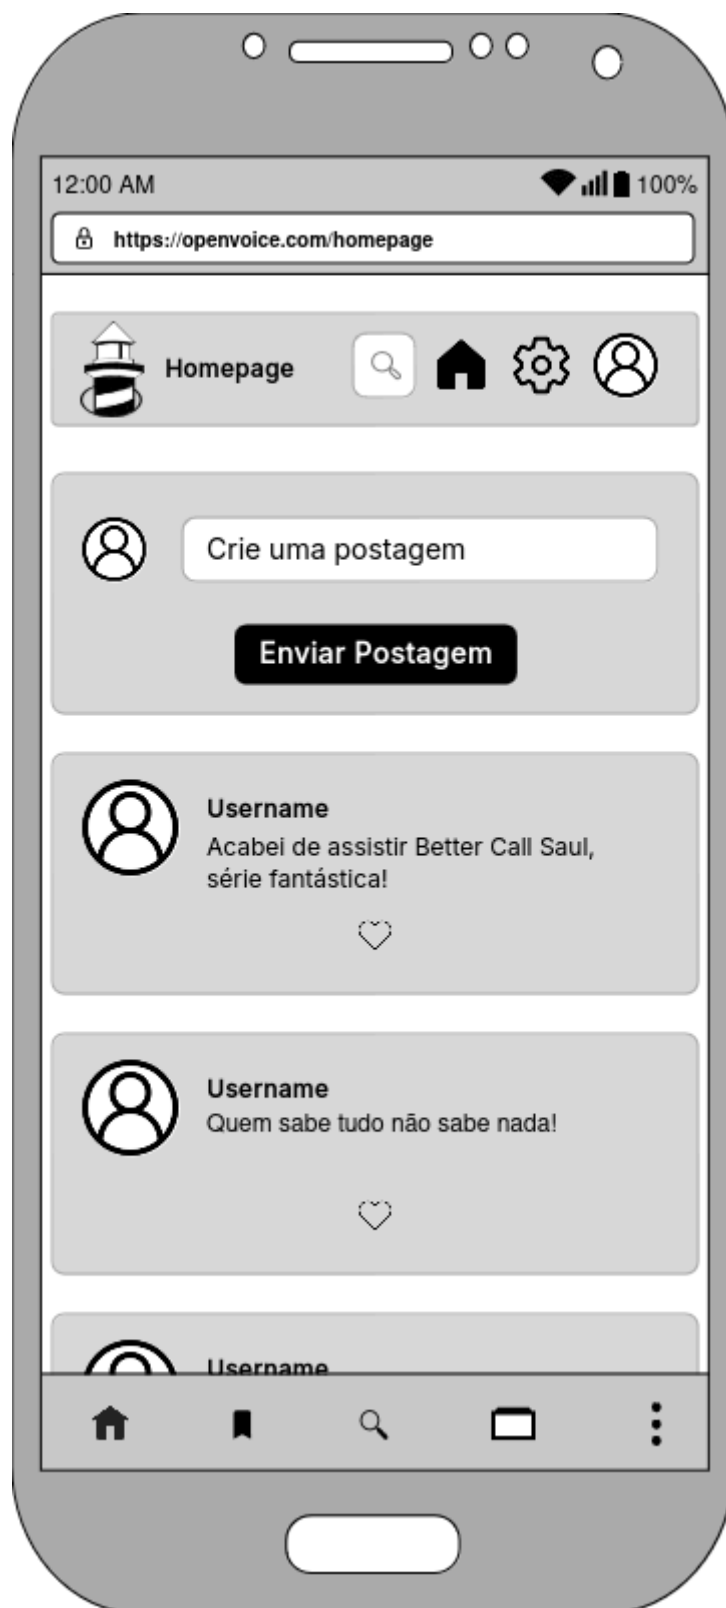 12:00 AM 100%
https://openvoice.com/homepage
Homepage
Crie uma postagem
Enviar Postagem
Username
Acabei de assistir Better Call Saul,
série fantástica!
Username
Quem sabe tudo não sabe nada!
Username